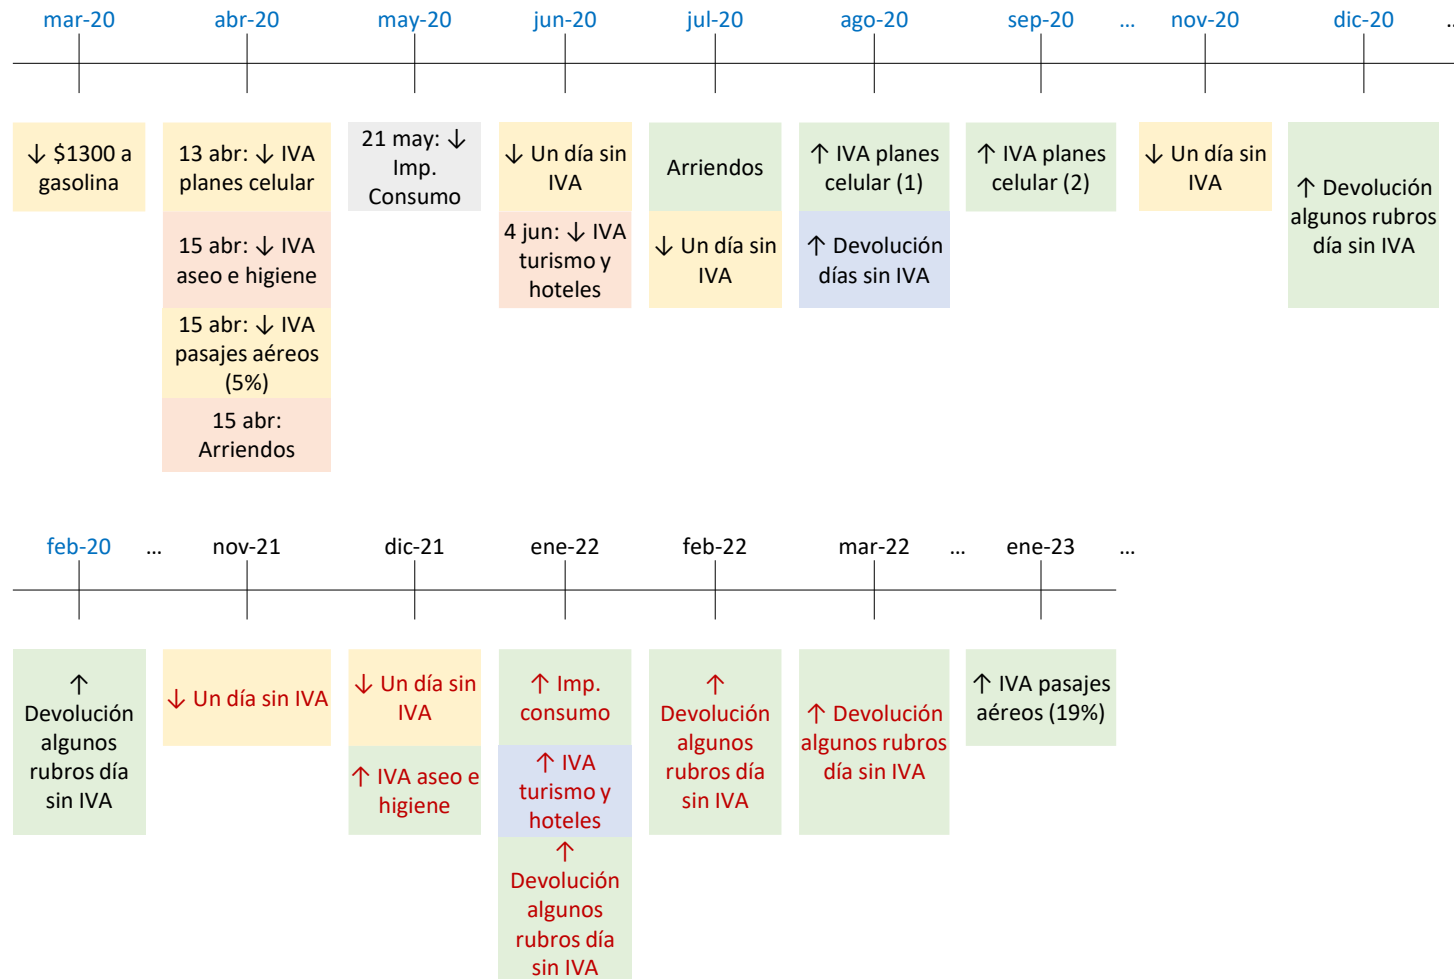 mar-20 abr-20 may-20 jun-20 jul-20 ago-20 sep-20 ... nov-20 dic-20 ..
↓ $1300 a
gasolina
13 abr: ↓ IVA
planes celular
15 abr: ↓ IVA
aseo e higiene
15 abr: ↓ IVA
pasajes aéreos
(5%)
15 abr:
Arriendos
21 may: ↓
Imp.
Consumo
↓ Un día sin
IVA
4 jun: ↓ IVA
turismo y
hoteles
Arriendos
↓ Un día sin
IVA
↑ IVA planes
celular (1)
↑ Devolución
días sin IVA
↑ IVA planes
celular (2)
↓ Un día sin
IVA
↑ Devolución
algunos rubros
día sin IVA
feb-20 ... nov-21 dic-21 ene-22 feb-22 mar-22 ... ene-23 ...
↑
Devolución
algunos
rubros día
sin IVA
↓ Un día sin IVA
↓ Un día sin
IVA
↑ IVA aseo e
higiene
↑ Imp.
consumo
↑ IVA
turismo y
hoteles
↑
Devolución
algunos
rubros día
sin IVA
↑
Devolución
algunos
rubros día
sin IVA
↑ Devolución
algunos rubros
día sin IVA
↑ IVA pasajes
aéreos (19%)